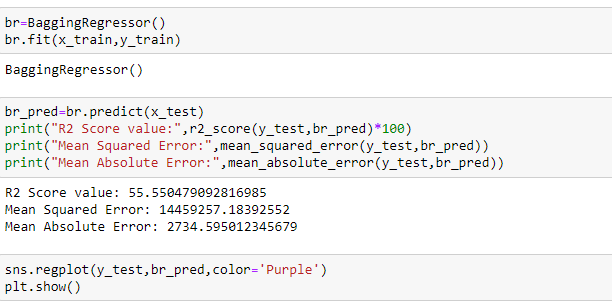 br=BaggingRegressor()
br.fit(x_train,y_train)
BaggingRegressor()
br_pred=br.predict(x_test)
print("R2 Score value:",r2_score(y_test,br_pred)*100)
print("Mean Squared Error:",mean_squared_error(y_test,br_pred))
print("Mean Absolute Error:",mean_absolute_error(y_test,br_pred))
R2 Score value: 55.550479092816985
Mean Squared Error: 14459257.18392552
Mean Absolute Error: 2734.595012345679
sns.regplot(y_test,br_pred,color='Purple')
plt.show()